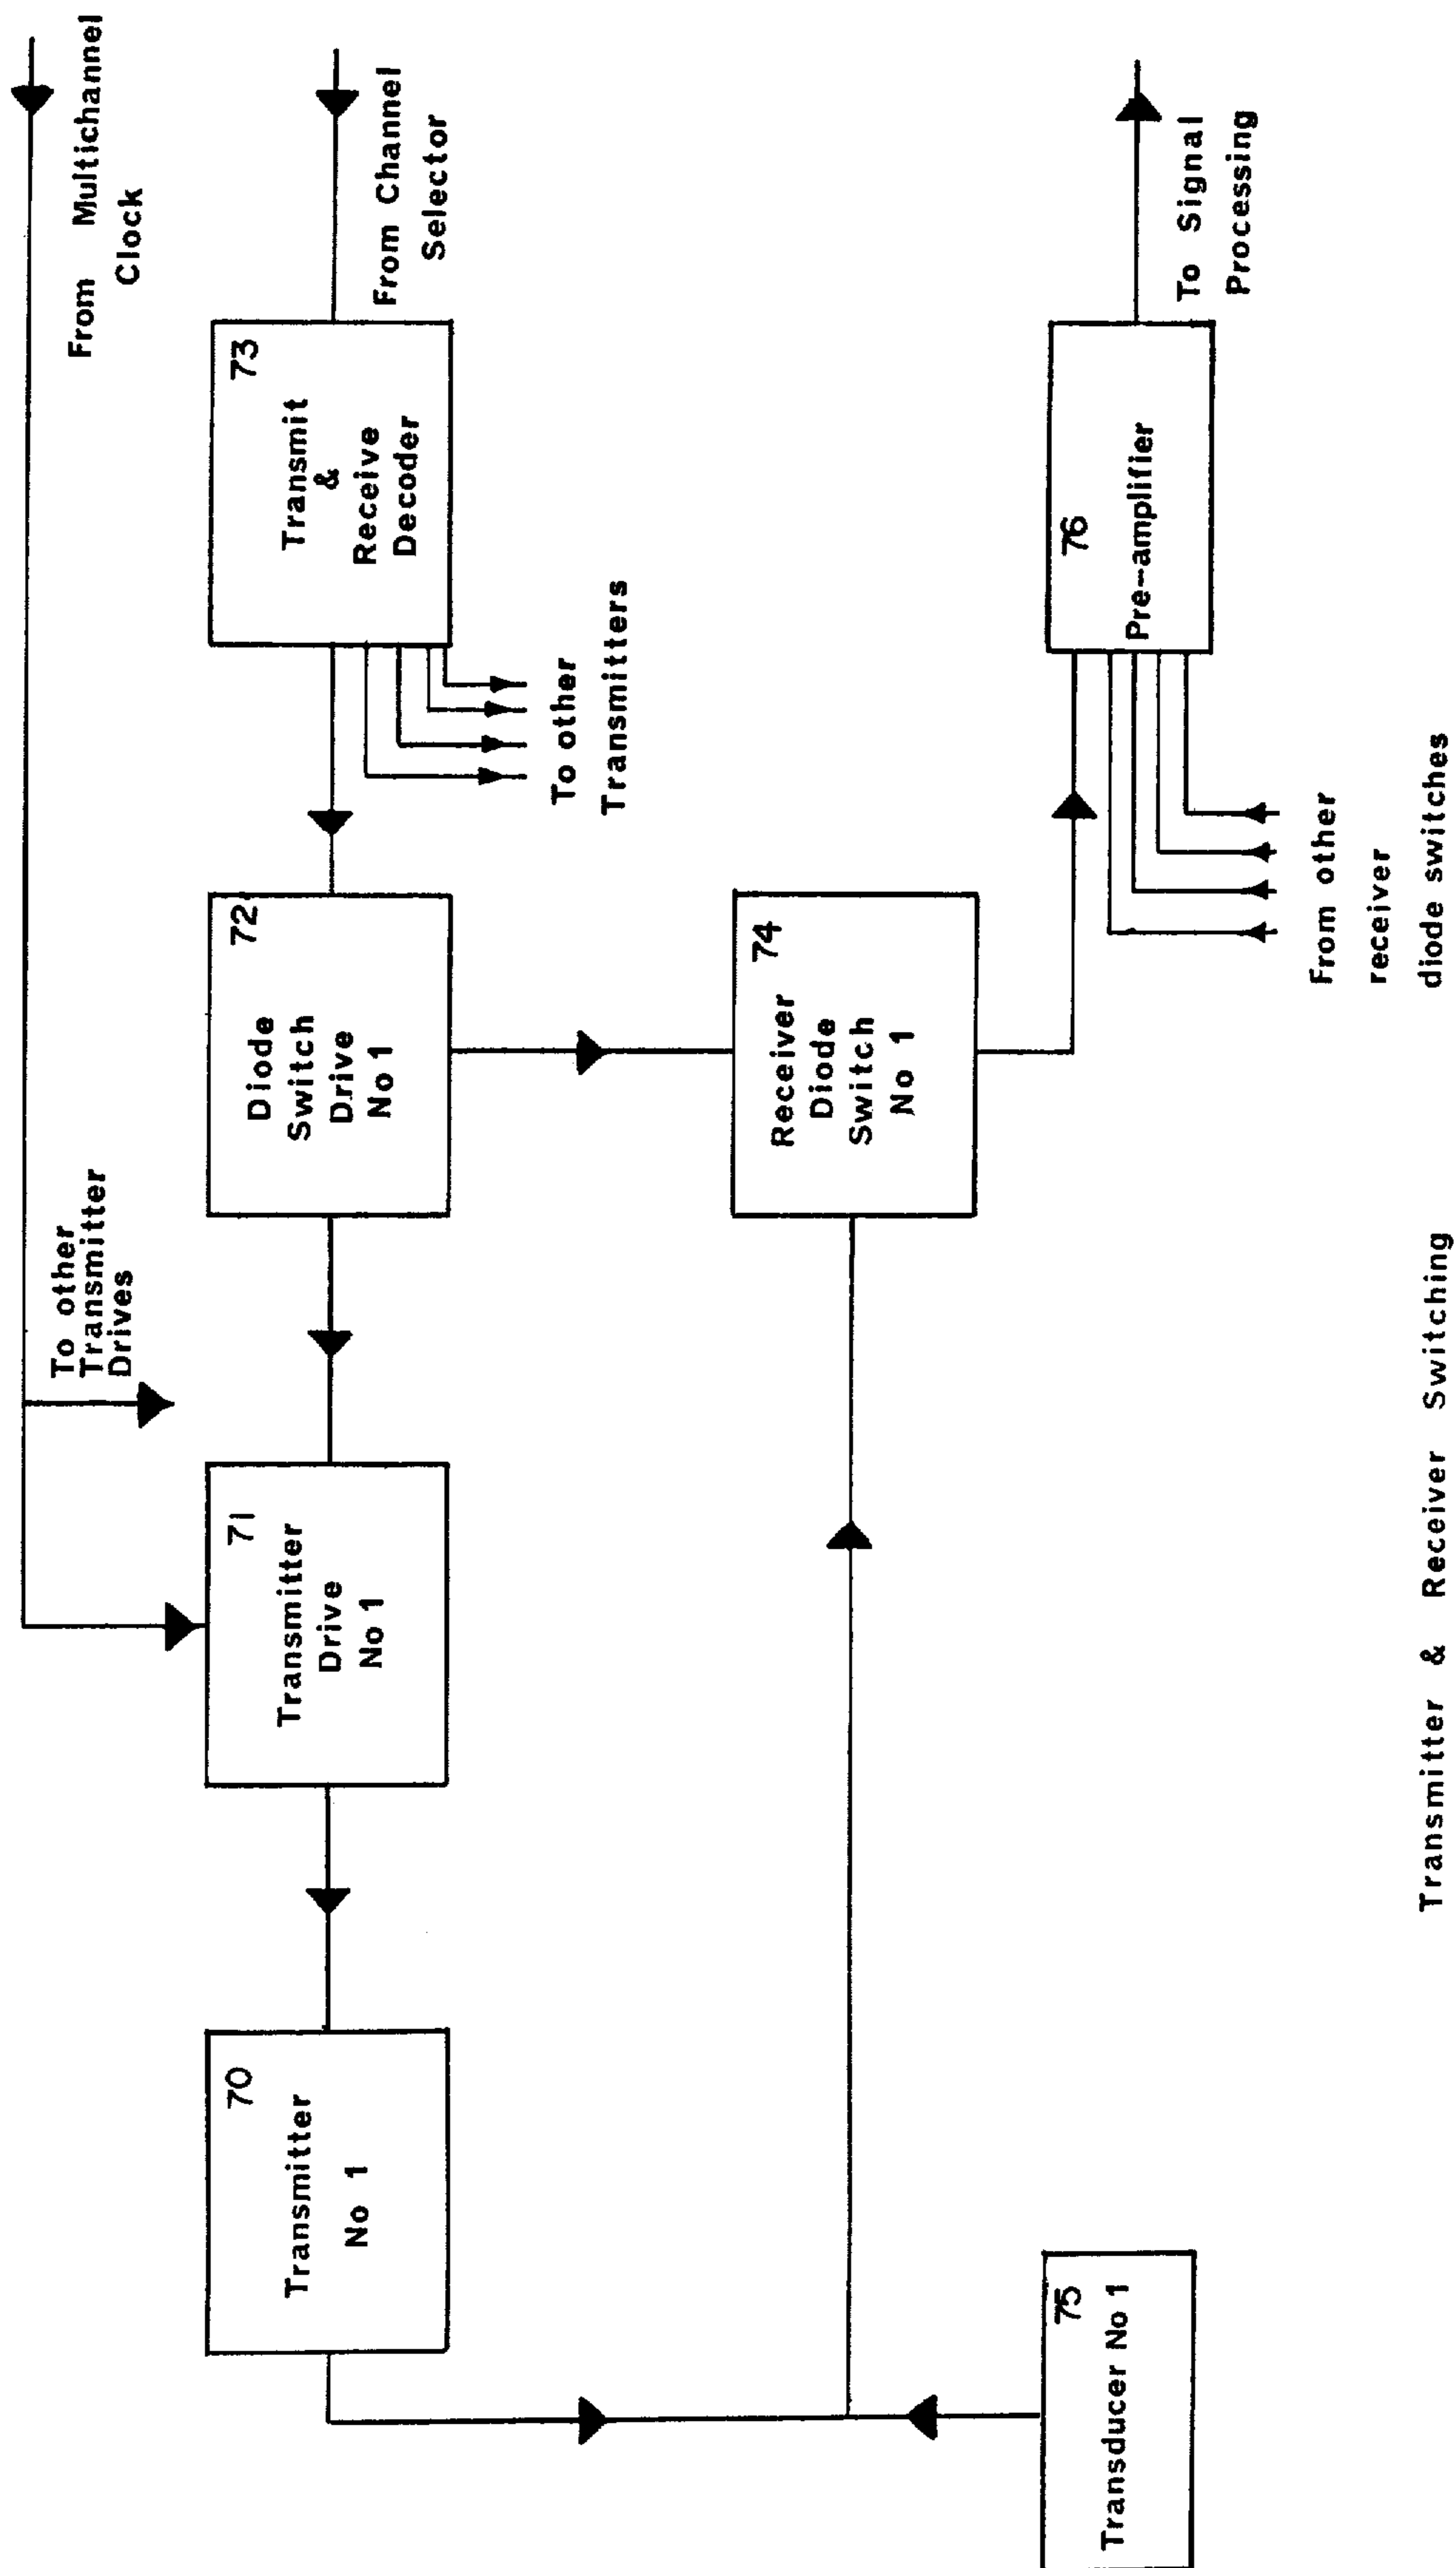 From Multichannel
Clock
To other
Transmitter
Drives
70
Transmitter
No 1
71
Transmitter
Drive
No 1
72
Diode
Switch
Drive
No 1
73
Transmit
&
Receive
Decoder
From Channel
Selector
To other
Transmitters
74
Receiver
Diode
Switch
No 1
75
Transducer No 1
76
Pre-amplifier
To Signal
Processing
From other
receiver
diode switches
Transmitter & Receiver Switching